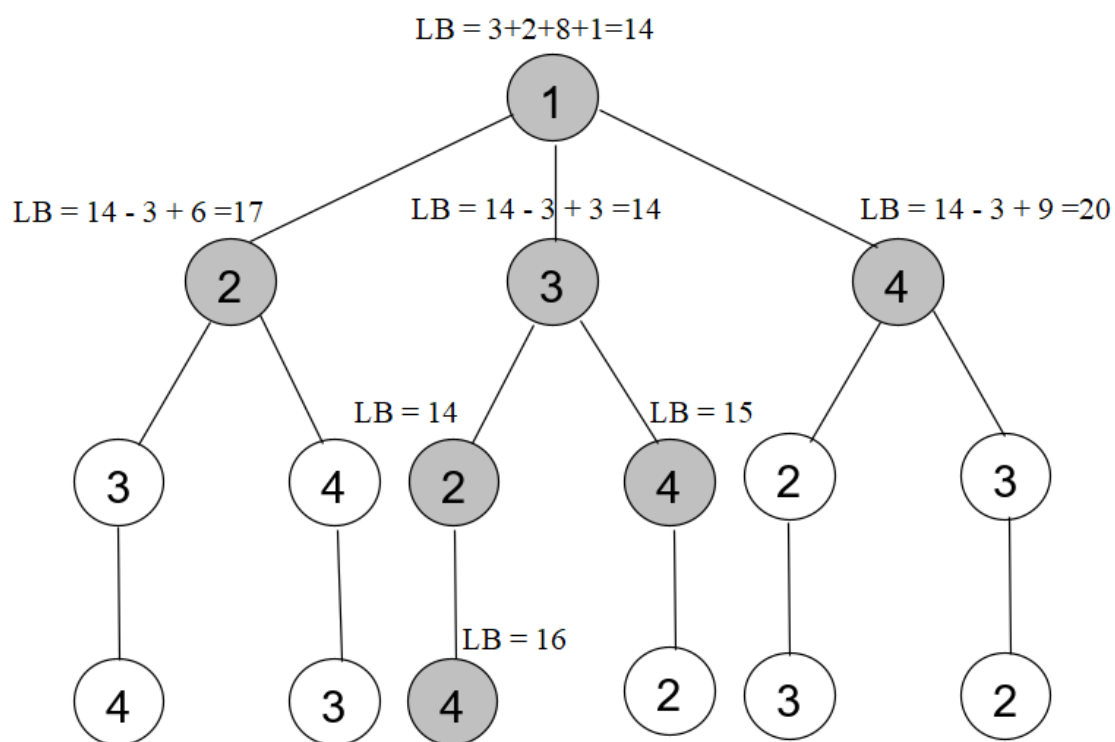 LB = 3+2+8+1=14
1
LB = 14 - 3 + 6 =17
LB = 14 - 3 + 3 =14
LB = 14 - 3 + 9 =20
2
3
4
LB = 14
LB = 15
3
4
2
4
2
3
LB = 16
4
3
4
2
3
2